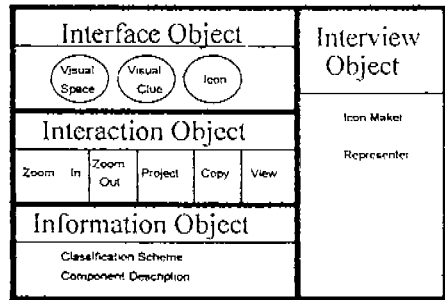 Interface Object
Visual
Space
Visual
Clue
Icon
Interaction Object
Zoom In
Zoom
Out
Project
Copy
View
Information Object
Classification Scheme
Component Description
Interview
Object
Icon Maker
Representer